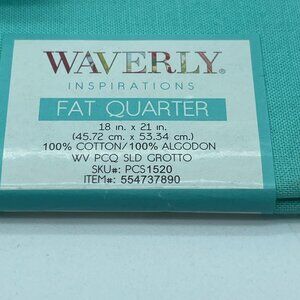 WAVERLY®
INSPIRATIONS
FAT QUARTER
18 in. x 21 in.
(45.72 cm. x 53.34 cm.)
100% COTTON/100% ALGODON
WV PCQ SLD GROTTO
SKU#: PCS1520
ITEM#: 554737890